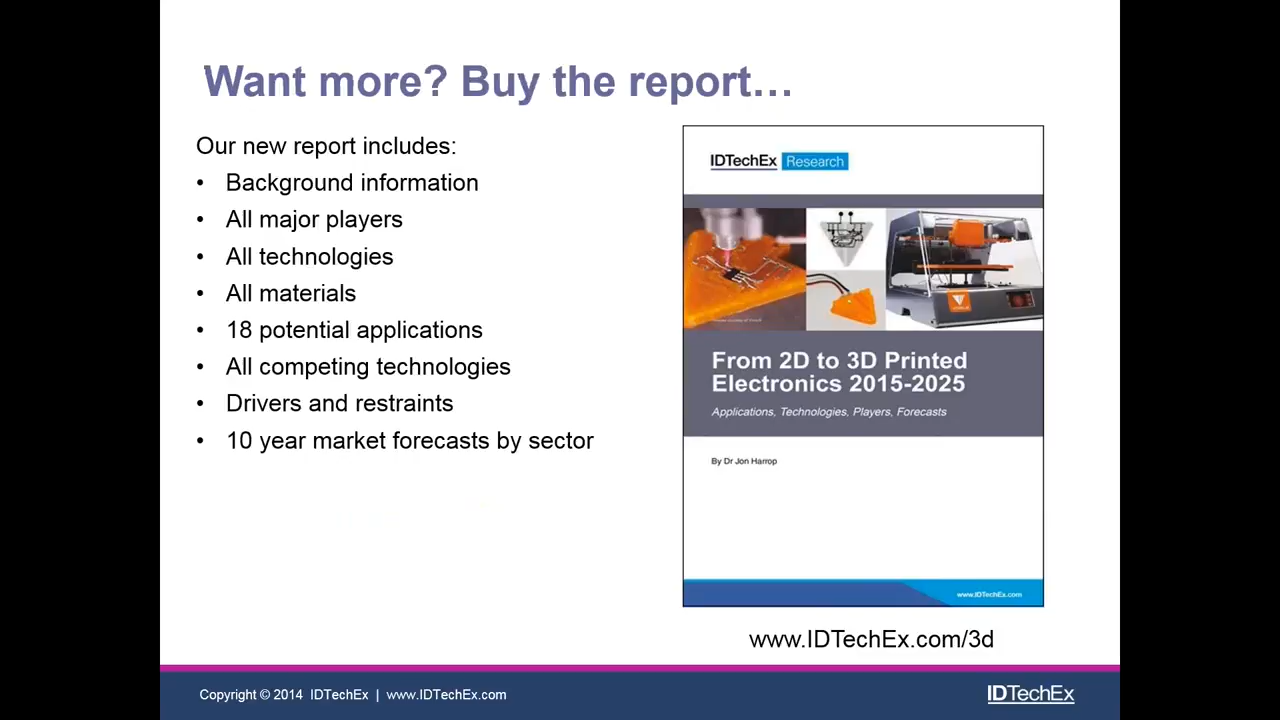 Want more? Buy the report…
Our new report includes:
• Background information
• All major players
• All technologies
• All materials
• 18 potential applications
• All competing technologies
• Drivers and restraints
• 10 year market forecasts by sector
IDTechEx Research
From 2D to 3D Printed
Electronics 2015-2025
Applications, Technologies, Players, Forecasts
By Dr Jon Harrop
www.IDTechEx.com
www.IDTechEx.com/3d
Copyright © 2014 IDTechEx | www.IDTechEx.com
IDTechEx